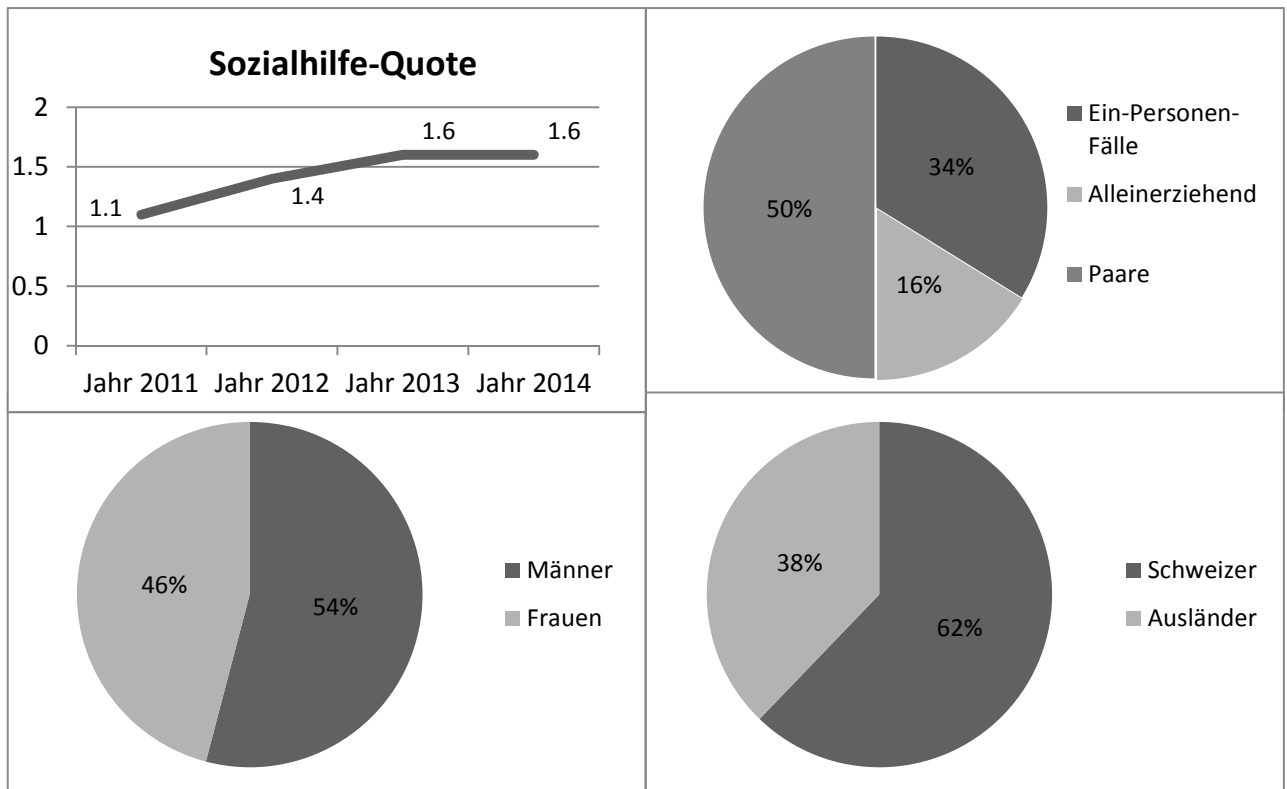 Sozialhilfe-Quote
2
1.5
1
0.5
0
1.1
1.4
1.6
1.6
Jahr 2011 Jahr 2012 Jahr 2013 Jahr 2014
34%
16%
50%
Ein-Personen-
Fälle
Alleinerziehend
Paare
46%
54%
Männer
Frauen
38%
62%
Schweizer
Ausländer